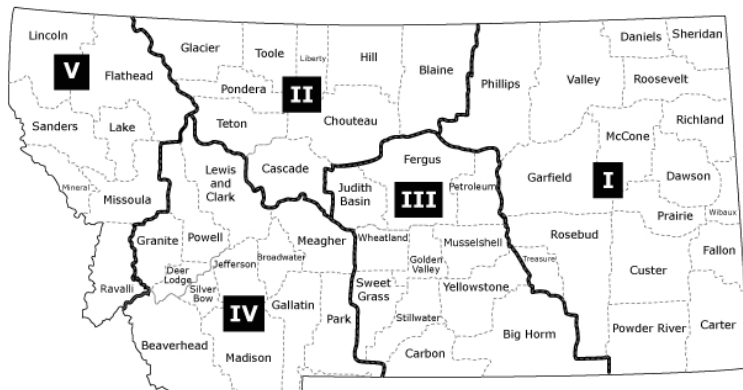 Lincoln
Flathead
V
Sanders
Lake
Mineral
Missoula
Ravalli
Glacier
Toole
Liberty
Hill
Blaine
Pondera
II
Teton
Chouteau
Cascade
Phillips
Valley
Daniels
Sheridan
Roosevelt
Richland
McCone
Garfield
I
Dawson
Prairie
Wibaux
Rosebud
Treasure
Custer
Fallon
Powder River
Carter
Fergus
Judith
Basin
III
Petroleum
Wheatland
Golden
Valley
Musselshell
Sweet
Grass
Stillwater
Yellowstone
Carbon
Big Horm
Lewis
and
Clark
Granite
Powell
Meagher
Broadwater
Jefferson
Deer
Lodge
Silver
Bow
IV
Gallatin
Park
Beaverhead
Madison